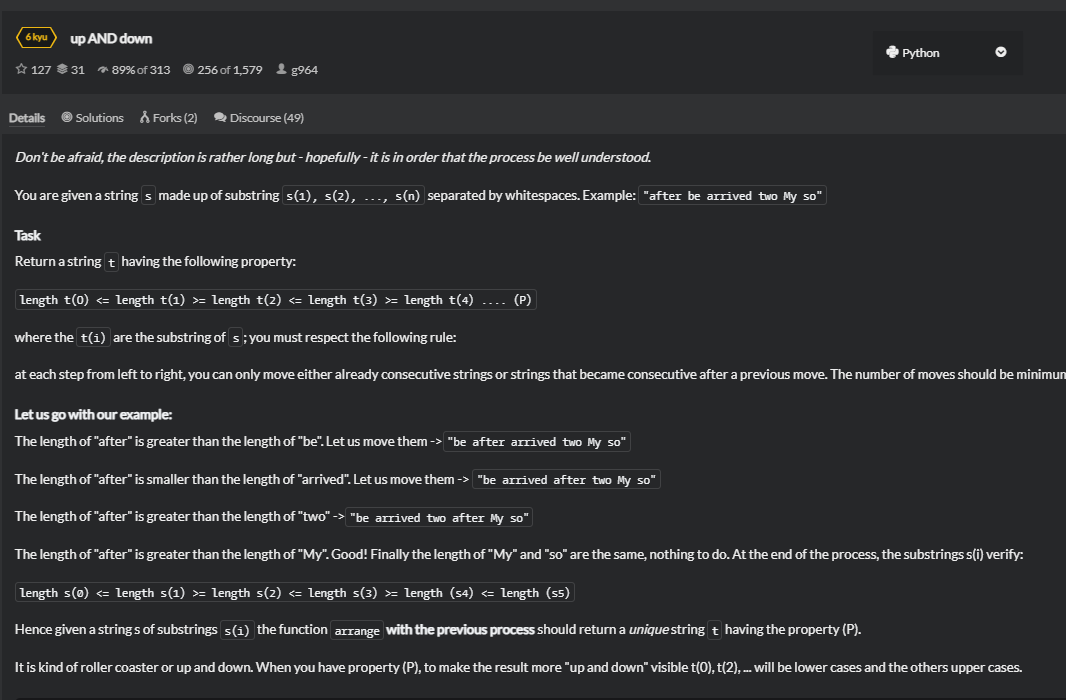 6 kyu up AND down
127 31 89% of 313 256 of 1,579 g964
Python
Details Solutions Forks (2) Discourse (49)
Don't be afraid, the description is rather long but - hopefully - it is in order that the process be well understood.
You are given a string s made up of substring s(1), s(2), ..., s(n) separated by whitespaces. Example: "after be arrived two My so"
Task
Return a string t having the following property:
length t(O) <= length t(1) >= length t(2) <= length t(3) >= length t(4) .... (P)
where the t(i) are the substring of s; you must respect the following rule:
at each step from left to right, you can only move either already consecutive strings or strings that became consecutive after a previous move. The number of moves should be minimum
Let us go with our example:
The length of "after" is greater than the length of "be". Let us move them -> "be after arrived two My so"
The length of "after" is smaller than the length of "arrived". Let us move them -> "be arrived after two My so"
The length of "after" is greater than the length of "two" -> "be arrived two after My so"
The length of "after" is greater than the length of "My". Good! Finally the length of "My" and "so" are the same, nothing to do. At the end of the process, the substrings s(i) verify:
length s(0) <= length s(1) >= length s(2) <= length s(3) >= length (s4) <= length (s5)
Hence given a string s of substrings s(i) the function arrange with the previous process should return a unique string t having the property (P).
It is kind of roller coaster or up and down. When you have property (P), to make the result more "up and down" visible t(0), t(2), ... will be lower cases and the others upper cases.